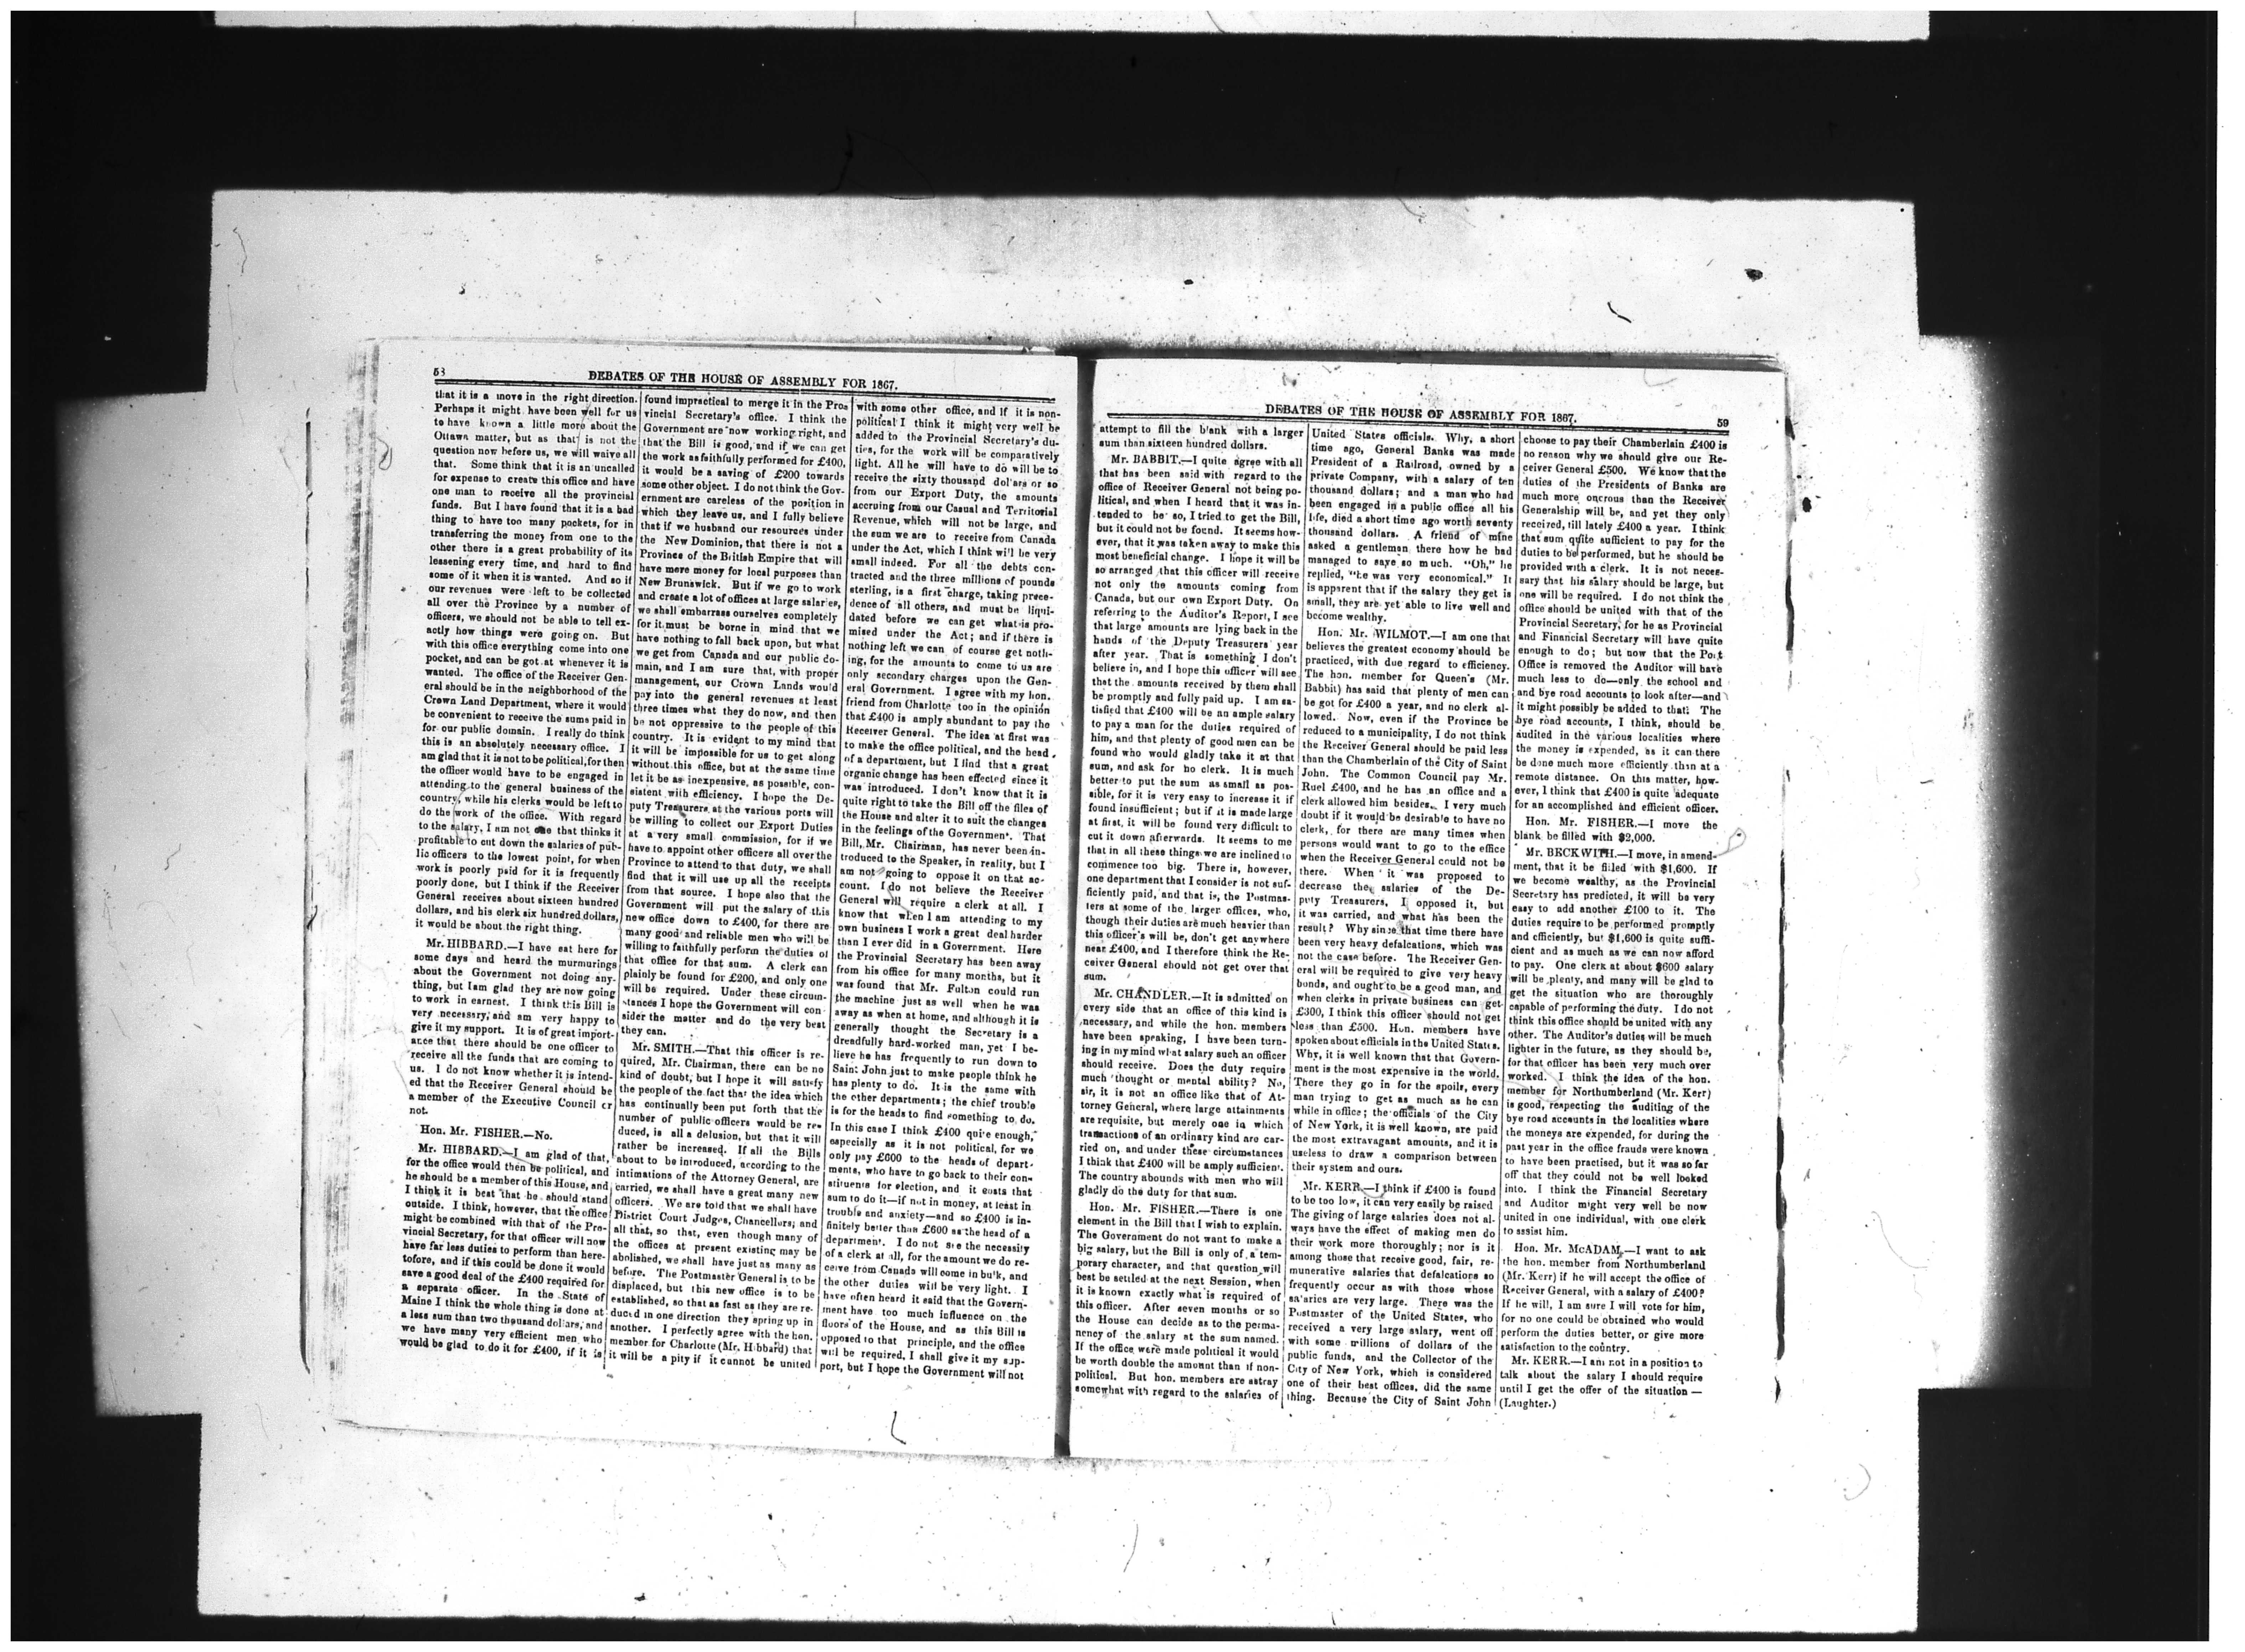 58
DEBATES OF THE HOUSE OF ASSEMBLY FOR 1867.
that it is a move in the right direction.
Perhaps it might have been well for us
to have known a little more about the
Ottawa matter, but as that is not the
question now before us, we will waive all
that. Some think that it is an uncalled
for expense to create this office and have
one man to receive all the provincial
funds. But I have found that it is a bad
thing to have too many pockets, for in
transferring the money from one to the
other there is a great probability of its
lessening every time, and hard to find
some of it when it is wanted. And so if
our revenues were left to be collected
all over the Province by a number of
officers, we should not be able to tell ex-
actly how things were going on. But
with this office everything comes into one
pocket, and can be got at whenever it is
wanted. The office of the Receiver Gen-
eral should be in the neighborhood of the
Crown Land Department, where it would
be convenient to receive the sums paid in
for our public domain. I really do think
this is an absolutely necessary office. I
am glad that it is not to be political, for then
the officer would have to be engaged in
attending to the general business of the
country, while his clerks would be left to
do the work of the office. With regard
to the salary, I am not one that thinks it
profitable to cut down the salaries of pub-
lic officers to the lowest point, for when
work is poorly paid for it is frequently
poorly done, but I think if the Receiver
General receives about sixteen hundred
dollars, and his clerk six hundred dollars,
it would be about the right thing.
Mr. HIBBARD.—I have sat here for
some days and heard the murmurings
about the Government not doing any-
thing, but I am glad they are now going
to work in earnest. I think this Bill is
very necessary, and am very happy to
give it my support. It is of great import-
ance that there should be one officer to
receive all the funds that are coming to
us. I do not know whether it is intend-
ed that the Receiver General should be
a member of the Executive Council or
not.
Hon. Mr. FISHER.—No.
Mr. HIBBARD.—I am glad of that,
for the office would then be political, and
he should be a member of this House, and
I think it is best that he should stand
outside. I think, however, that the office
might be combined with that of the Pro-
vincial Secretary, for that officer will now
have far less duties to perform than here-
tofore, and if this could be done it would
save a good deal of the £400 required for
a separate officer. In the State of
Maine I think the whole thing is done at
a less sum than two thousand dollars, and
we have many very efficient men who
would be glad to do it for £400, if it is
found impractical to merge it in the Pro-
vincial Secretary's office. I think the
Government are now working right, and
that the Bill is good, and if we can get
the work as faithfully performed for £400,
it would be a saving of £200 towards
some other object. I do not think the Gov-
ernment are careless of the position in
which they leave us, and I fully believe
that if we husband our resources under
the New Dominion, that there is not a
Province of the British Empire that will
have more money for local purposes than
New Brunswick. But if we go to work
and create a lot of offices at large salaries,
we shall embarrass ourselves completely
for it must be borne in mind that we
have nothing to fall back upon, but what
we get from Canada and our public do-
main, and I am sure that, with proper
management, our Crown Lands would
pay into the general revenues at least
three times what they do now, and then
be not oppressive to the people of this
country. It is evident to my mind that
it will be impossible for us to get along
without this office, but at the same time
let it be as inexpensive, as possible, con-
sistent with efficiency. I hope the De-
puty Treasurers at the various ports will
be willing to collect our Export Duties
at a very small commission, for if we
have to appoint other officers all over the
Province to attend to that duty, we shall
find that it will use up all the receipts
from that source. I hope also that the
Government will put the salary of this
new office down to £400, for there are
many good and reliable men who will be
willing to faithfully perform the duties of
that office for that sum. A clerk can
plainly be found for £200, and only one
will be required. Under these circum-
stances I hope the Government will con-
sider the matter and do the very best
they can.
Mr. SMITH.—That this officer is re-
quired, Mr. Chairman, there can be no
kind of doubt, but I hope it will satisfy
the people of the fact that the idea which
has continually been put forth that the
number of public officers would be re-
duced, is all a delusion, but that it will
rather be increased. If all the Bills
about to be introduced, according to the
intimations of the Attorney General, are
carried, we shall have a great many new
officers. We are told that we shall have
District Court Judges, Chancellors; and
all that, so that, even though many of
the offices at present existing may be
abolished, we shall have just as many as
before. The Postmaster General is to be
displaced, but this new office is to be
established, so that as fast as they are re-
duced in one direction they spring up in
another. I perfectly agree with the hon.
member for Charlotte (Mr. Hibbard) that
it will be a pity if it cannot be united
with some other office, and if it is non-
political I think it might very well be
added to the Provincial Secretary's du-
ties, for the work will be comparatively
light. All he will have to do will be to
receive the sixty thousand dollars or so
from our Export Duty, the amounts
accruing from our Casual and Territorial
Revenue, which will not be large, and
the sum we are to receive from Canada
under the Act, which I think will be very
small indeed. For all the debts con-
tracted and the three millions of pounds
sterling, is a first charge, taking prece-
dence of all others, and must be liqui-
dated before we can get what is pro-
mised under the Act; and if there is
nothing left we can of course get noth-
ing, for the amounts to come to us are
only secondary charges upon the Gen-
eral Government. I agree with my hon.
friend from Charlotte too in the opinion
that £400 is amply abundant to pay the
Receiver General. The idea at first was
to make the office political, and the head
of a department, but I find that a great
organic change has been effected since it
was introduced. I don't know that it is
quite right to take the Bill off the files of
the House and alter it to suit the changes
in the feelings of the Government. That
Bill, Mr. Chairman, has never been in-
troduced to the Speaker, in reality, but I
am not going to oppose it on that ac-
count. I do not believe the Receiver
General will require a clerk at all. I
know that when I am attending to my
own business I work a great deal harder
than I ever did in a Government. Here
the Provincial Secretary has been away
from his office for many months, but it
was found that Mr. Fulton could run
the machine just as well when he was
away as when at home, and although it is
generally thought the Secretary is a
dreadfully hard-worked man, yet I be-
lieve he has frequently to run down to
Saint John just to make people think he
has plenty to do. It is the same with
the other departments; the chief trouble
is for the heads to find something to do.
In this case I think £400 quite enough,
especially as it is not political, for we
only pay £600 to the heads of depart-
ments, who have to go back to their con-
stituents for election, and it costs that
sum to do it—if not in money, at least in
trouble and anxiety—and so £400 is in-
finitely better than £600 as the head of a
department. I do not see the necessity
of a clerk at all, for the amount we do re-
ceive from Canada will come in bulk, and
the other duties will be very light. I
have often heard it said that the Govern-
ment have too much influence on the
floors of the House, and as this Bill is
opposed to that principle, and the office
will be required, I shall give it my sup-
port, but I hope the Government will not
DEBATES OF THE HOUSE OF ASSEMBLY FOR 1867.
59
attempt to fill the blank with a larger
sum than sixteen hundred dollars.
Mr. BABBIT.—I quite agree with all
that has been said with regard to the
office of Receiver General not being po-
litical, and when I heard that it was in-
tended to be so, I tried to get the Bill,
but it could not be found. It seems how-
ever, that it was taken away to make this
most beneficial change. I hope it will be
so arranged that this officer will receive
not only the amounts coming from
Canada, but our own Export Duty. On
referring to the Auditor's Report, I see
that large amounts are lying back in the
hands of the Deputy Treasurers year
after year. That is something I don't
believe in, and I hope this officer will see
that the amounts received by them shall
be promptly and fully paid up. I am sa-
tisfied that £400 will be an ample salary
to pay a man for the duties required of
him, and that plenty of good men can be
found who would gladly take it at that
sum, and ask for no clerk. It is much
better to put the sum as small as pos-
sible, for it is very easy to increase it if
found insufficient; but if it is made large
at first, it will be found very difficult to
cut it down afterwards. It seems to me
that in all these things we are inclined to
commence too big. There is, however,
one department that I consider is not suf-
ficiently paid, and that is, the Postmas-
ters at some of the larger offices, who,
though their duties are much heavier than
this officer's will be, don't get anywhere
near £400, and I therefore think the Re-
ceiver General should not get over that
sum.
Mr. CHANDLER.—It is admitted on
every side that an office of this kind is
necessary, and while the hon. members
have been speaking, I have been turn-
ing in my mind what salary such an officer
should receive. Does the duty require
much thought or mental ability? No,
sir, it is not an office like that of At-
torney General, where large attainments
are requisite, but merely one in which
transactions of an ordinary kind are car-
ried on, and under these circumstances
I think that £400 will be amply sufficient.
The country abounds with men who will
gladly do the duty for that sum.
Hon. Mr. FISHER.—There is one
element in the Bill that I wish to explain.
The Government do not want to make a
big salary, but the Bill is only of a tem-
porary character, and that question will
best be settled at the next Session, when
it is known exactly what is required of
this officer. After seven months or so
the House can decide as to the perma-
nency of the salary at the sum named.
If the office were made political it would
be worth double the amount than if non-
political. But hon. members are astray
somewhat with regard to the salaries of
United States officials. Why, a short
time ago, General Banks was made
President of a Railroad, owned by a
private Company, with a salary of ten
thousand dollars; and a man who had
been engaged in a public office all his
life, died a short time ago worth seventy
thousand dollars. A friend of mine
asked a gentleman there how he had
managed to save so much. "Oh," he
replied, "he was very economical." It
is apparent that if the salary they get is
small, they are yet able to live well and
become wealthy.
Hon. Mr. WILMOT.—I am one that
believes the greatest economy should be
practiced, with due regard to efficiency.
The hon. member for Queen's (Mr.
Babbit) has said that plenty of men can
be got for £400 a year, and no clerk al-
lowed. Now, even if the Province be
reduced to a municipality, I do not think
the Receiver General should be paid less
than the Chamberlain of the City of Saint
John. The Common Council pay Mr.
Ruel £400, and he has an office and a
clerk allowed him besides. I very much
doubt if it would be desirable to have no
clerk, for there are many times when
persons would want to go to the office
when the Receiver General could not be
there. When it was proposed to
decrease the salaries of the De-
puty Treasurers, I opposed it, but
it was carried, and what has been the
result? Why since that time there have
been very heavy defalcations, which was
not the case before. The Receiver Gen-
eral will be required to give very heavy
bonds, and ought to be a good man, and
when clerks in private business can get
£300, I think this officer should not get
less than £500. Hon. members have
spoken about officials in the United States.
Why, it is well known that that Govern-
ment is the most expensive in the world.
There they go in for the spoils, every
man trying to get as much as he can
while in office; the officials of the City
of New York, it is well known, are paid
the most extravagant amounts, and it is
useless to draw a comparison between
their system and ours.
Mr. KERR.—I think if £400 is found
to be too low, it can very easily be raised
The giving of large salaries does not al-
ways have the effect of making men do
their work more thoroughly; nor is it
among those that receive good, fair, re-
munerative salaries that defalcations so
frequently occur as with those whose
salaries are very large. There was the
Postmaster of the United States, who
received a very large salary, went off
with some millions of dollars of the
public funds, and the Collector of the
City of New York, which is considered
one of their best offices, did the same
thing. Because the City of Saint John
choose to pay their Chamberlain £400 is
no reason why we should give our Re-
ceiver General £500. We know that the
duties of the Presidents of Banks are
much more onerous than the Receiver
Generalship will be, and yet they only
received, till lately £400 a year. I think
that sum quite sufficient to pay for the
duties to be performed, but he should be
provided with a clerk. It is not neces-
sary that his salary should be large, but
one will be required. I do not think the
office should be united with that of the
Provincial Secretary, for he as Provincial
and Financial Secretary will have quite
enough to do; but now that the Post
Office is removed the Auditor will have
much less to do—only the school and
and bye road accounts to look after—and
it might possibly be added to that. The
bye road accounts, I think, should be
audited in the various localities where
the money is expended, as it can there
be done much more efficiently than at a
remote distance. On this matter, how-
ever, I think that £400 is quite adequate
for an accomplished and efficient officer.
Hon. Mr. FISHER.—I move the
blank be filled with $2,000.
Mr. BECKWITH.—I move, in amend-
ment, that it be filled with $1,600. If
we become wealthy, as the Provincial
Secretary has predicted, it will be very
easy to add another £100 to it. The
duties require to be performed promptly
and efficiently, but $1,600 is quite suffi-
cient and as much as we can now afford
to pay. One clerk at about $600 salary
will be plenty, and many will be glad to
get the situation who are thoroughly
capable of performing the duty. I do not
think this office should be united with any
other. The Auditor's duties will be much
lighter in the future, as they should be,
for that officer has been very much over
worked. I think the idea of the hon.
member for Northumberland (Mr. Kerr)
is good, respecting the auditing of the
bye road accounts in the localities where
the moneys are expended, for during the
past year in the office frauds were known
to have been practised, but it was so far
off that they could not be well looked
into. I think the Financial Secretary
and Auditor might very well be now
united in one individual, with one clerk
to sssist him.
Hon. Mr. McADAM.—I want to ask
the hon. member from Northumberland
(Mr. Kerr) if he will accept the office of
Receiver General, with a salary of £400?
If he will, I am sure I will vote for him,
for no one could be obtained who would
perform the duties better, or give more
satisfaction to the country.
Mr. KERR.—I am not in a position to
talk about the salary I should require
until I get the offer of the situation—
(Laughter.)